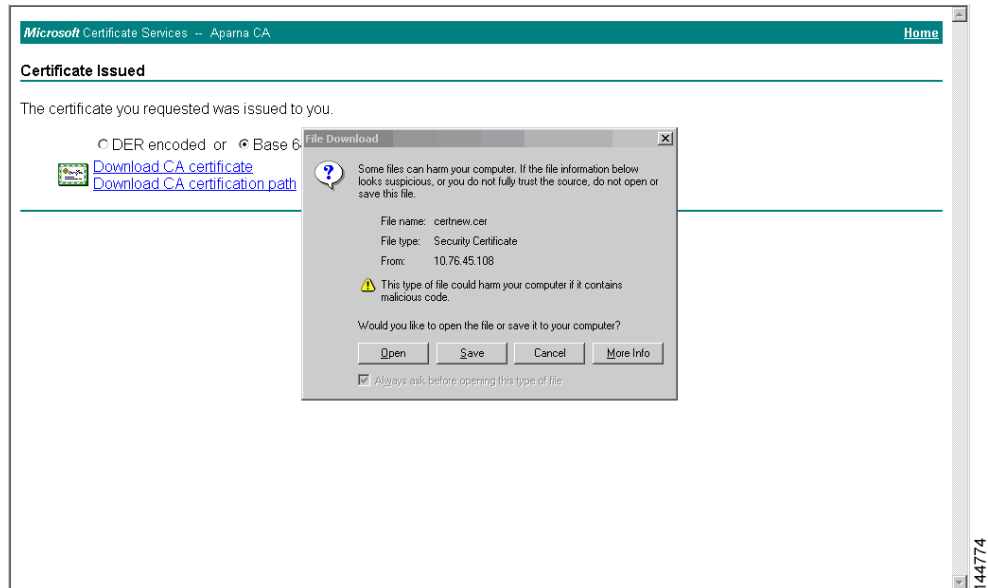 Microsoft Certificate Services -- Aparna CA Home
Certificate Issued
The certificate you requested was issued to you.
DER encoded or Base 6
Download CA certificate
Download CA certification path
File Download
Some files can harm your computer. If the file information below
looks suspicious, or you do not fully trust the source, do not open or
save this file.
File name: certnew.cer
File type: Security Certificate
From: 10.76.45.108
This type of file could harm your computer if it contains
malicious code.
Would you like to open the file or save it to your computer?
Open Save Cancel More Info
Always ask before opening this type of file
144774